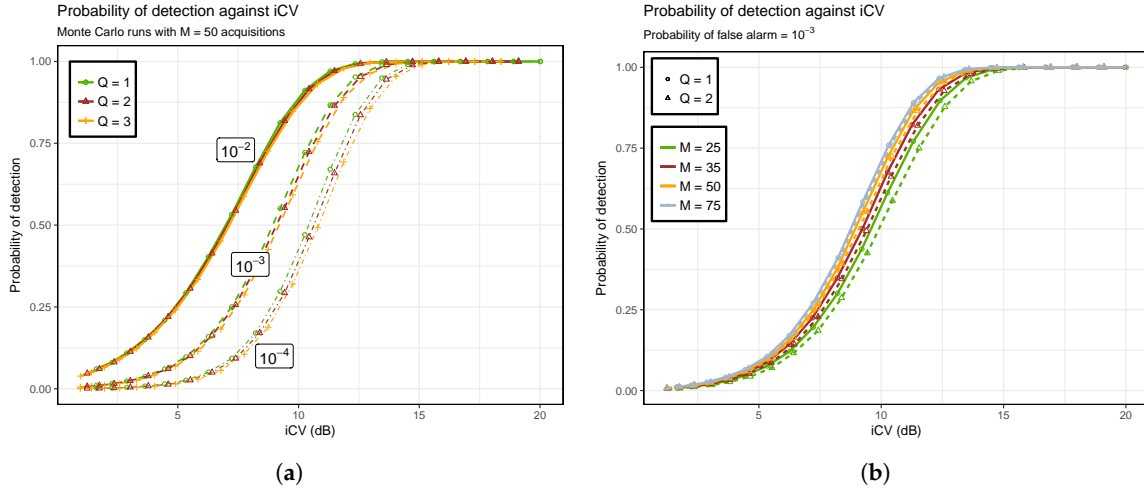 Probability of detection against iCV
Monte Carlo runs with M = 50 acquisitions
1.00
0.75
0.50
0.25
0.00
Probability of detection
Q = 1
Q = 2
Q = 3
10⁻²
10⁻³
10⁻⁴
5
10
15
20
iCV (dB)
(a)
Probability of detection against iCV
Probability of false alarm = 10⁻³
1.00
0.75
0.50
0.25
0.00
Probability of detection
Q = 1
Q = 2
M = 25
M = 35
M = 50
M = 75
5
10
15
20
iCV (dB)
(b)